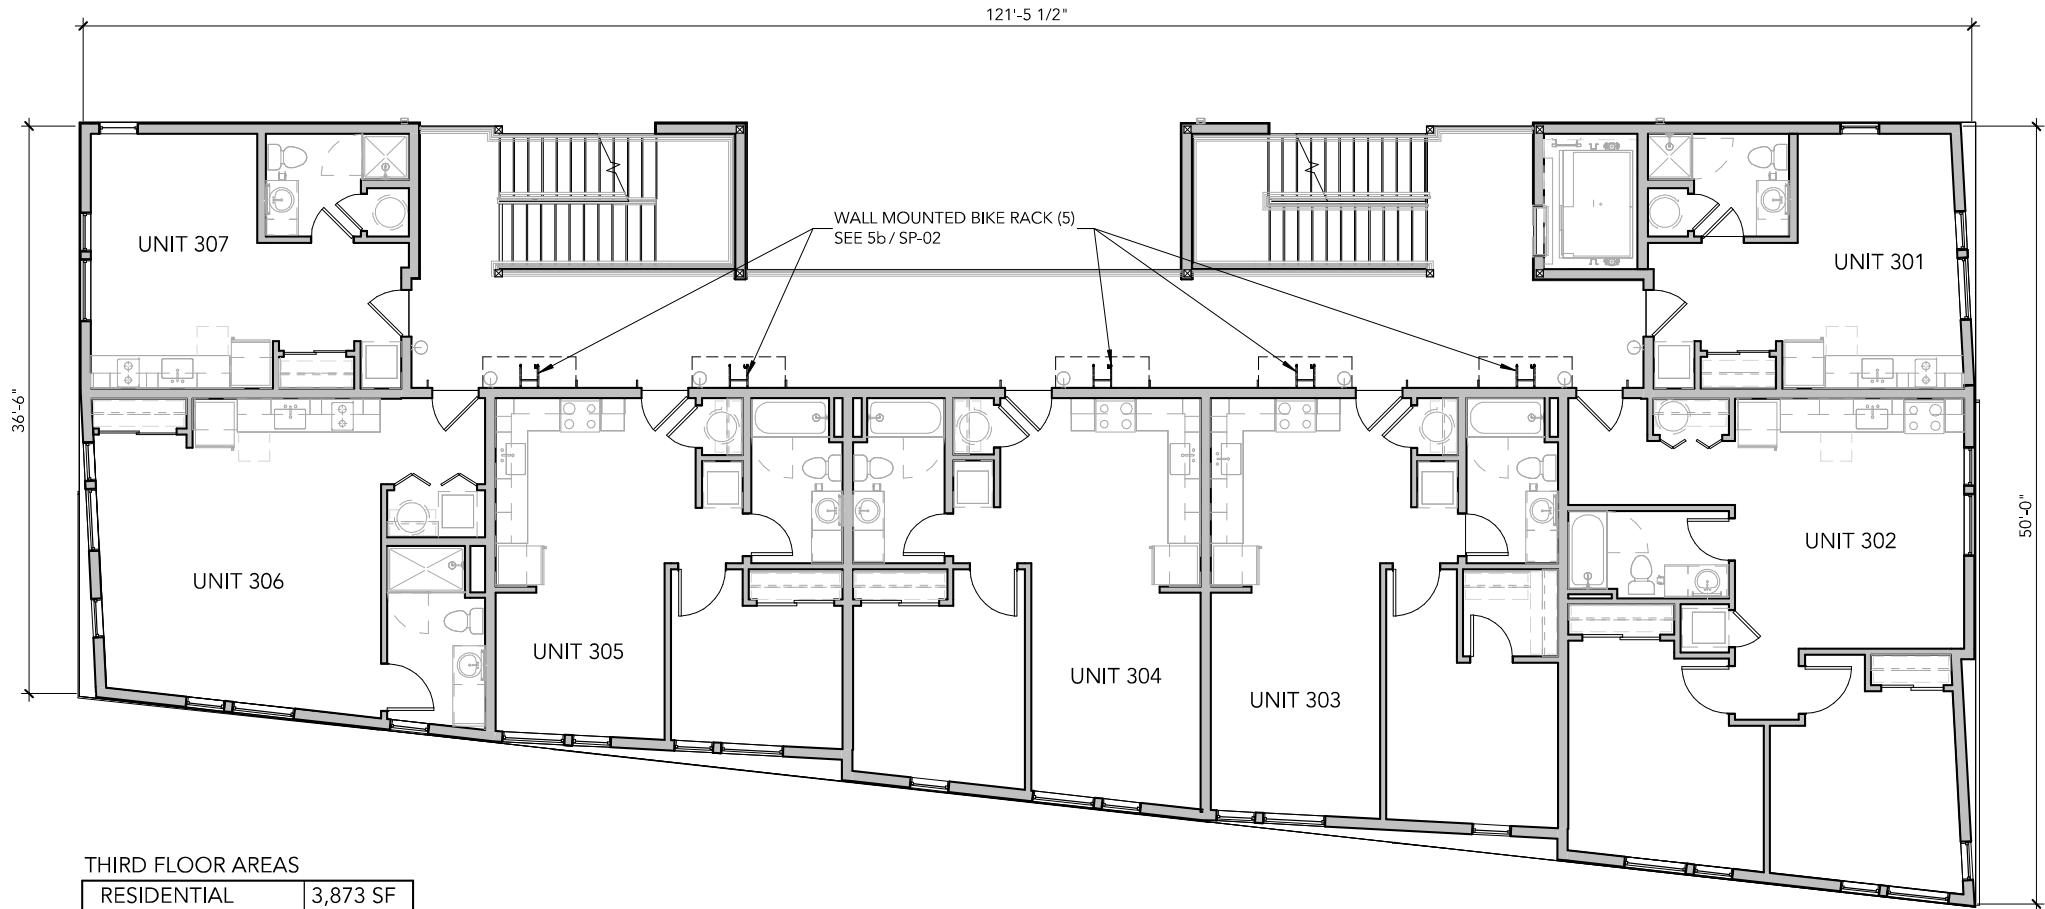 121'-5 1/2"
WALL MOUNTED BIKE RACK (5)
SEE 5b / SP-02
UNIT 307
UNIT 301
36'-6"
50'-0"
UNIT 302
UNIT 306
UNIT 305
UNIT 304
UNIT 303
THIRD FLOOR AREAS
RESIDENTIAL 3,873 SF